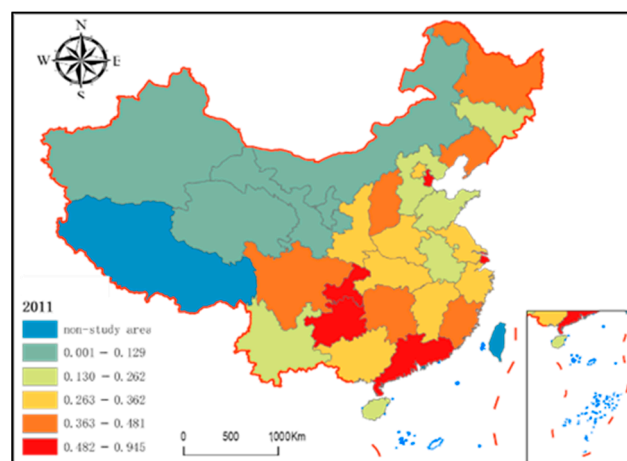 N
W E
S
2011
non-study area
0.001 - 0.129
0.130 - 0.262
0.263 - 0.362
0.363 - 0.481
0.482 - 0.945
0 500 1000Km